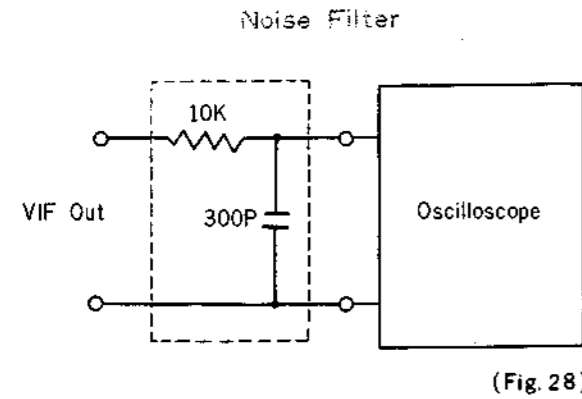 Noise Filter
10K
VIF Out
300P
Oscilloscope
(Fig. 28)